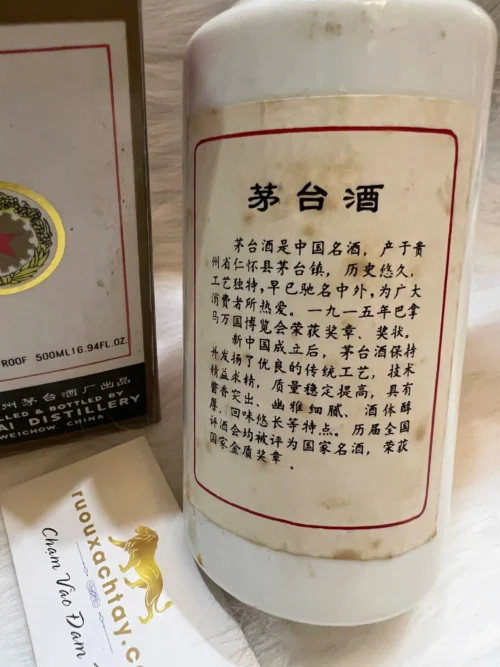 茅台酒
茅台酒是中国名酒，产于贵
州省仁怀县茅台镇，历史悠久，
工艺独特，早已驰名中外，为广大
消费者所热爱。一九一五年巴拿
马万国博览会荣获奖章、奖状。
新中国成立后，茅台酒保持
并发扬了优良的传统工艺，技术
精益求精，质量稳定提高，具有
酱香突出、幽雅细腻、酒体醇
厚、回味悠长等特点。历届全国
评酒会均被评为国家名酒，荣获
国家金质奖章。
ROOF 500ML 16.94FL.OZ.
州茅台酒厂出品
LLED & BOTTLED BY
AI DISTILLERY
WEICHOW, CHINA
ruouxachtay.c
Chạm Vào Đam